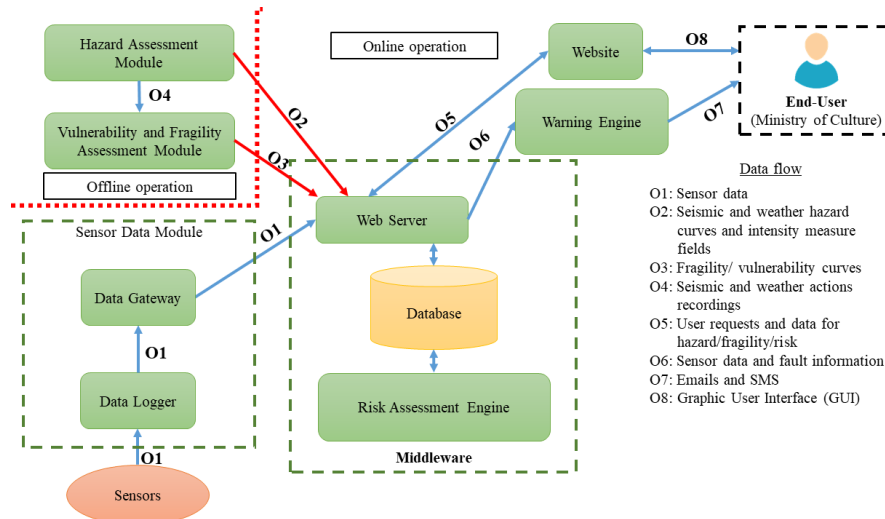 Hazard Assessment
Module
O4
Vulnerability and Fragility
Assessment Module
Offline operation
Online operation
O2
O3
O5
O6
Website
O8
Warning Engine
O7
End-User
(Ministry of Culture)
Sensor Data Module
O1
Data Gateway
O1
Data Logger
O1
Sensors
Web Server
Database
Risk Assessment Engine
Middleware
Data flow
O1: Sensor data
O2: Seismic and weather hazard
curves and intensity measure
fields
O3: Fragility/ vulnerability curves
O4: Seismic and weather actions
recordings
O5: User requests and data for
hazard/fragility/risk
O6: Sensor data and fault information
O7: Emails and SMS
O8: Graphic User Interface (GUI)